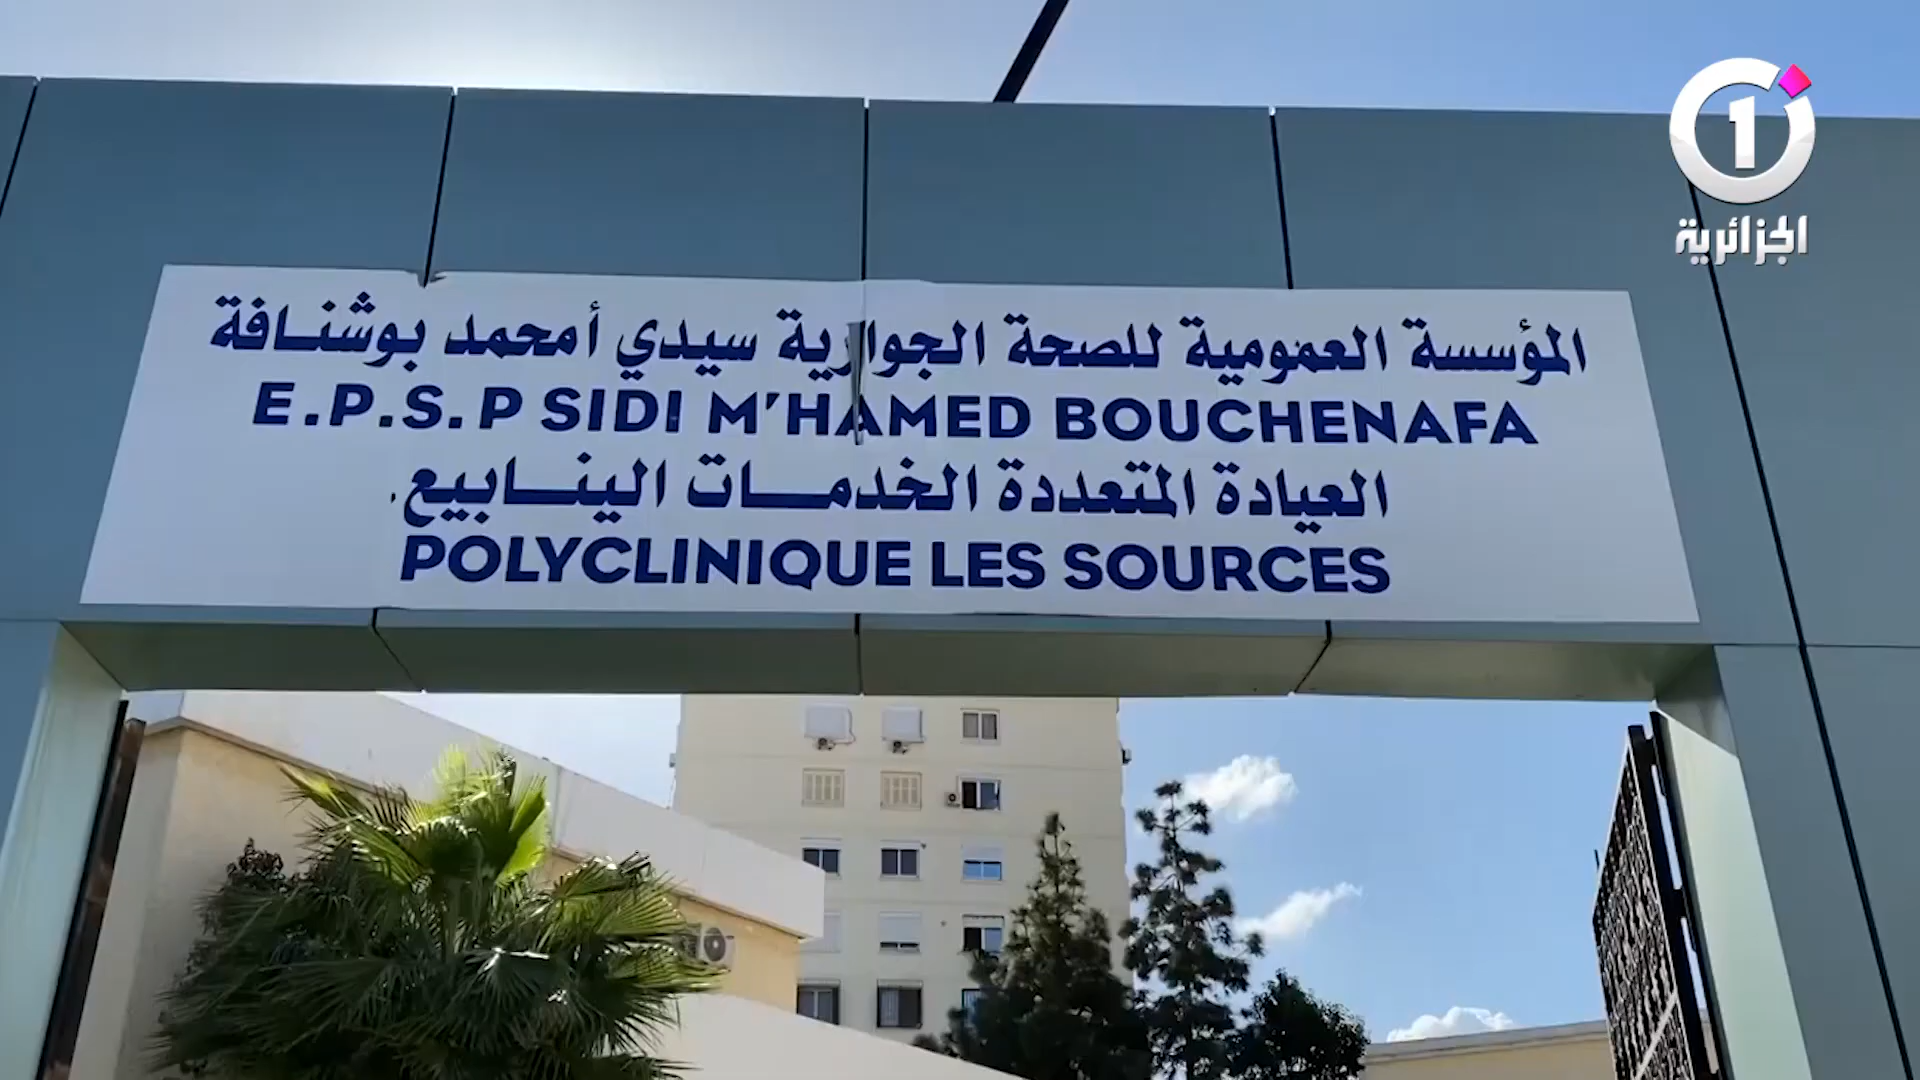 المؤسسة العمومية للصحة الجوارية سيدي أمحمد بوشنافة
E.P.S.P SIDI M'HAMED BOUCHENAFA
العيادة المتعددة الخدمات الينابيع
POLYCLINIQUE LES SOURCES
1
الجزائرية